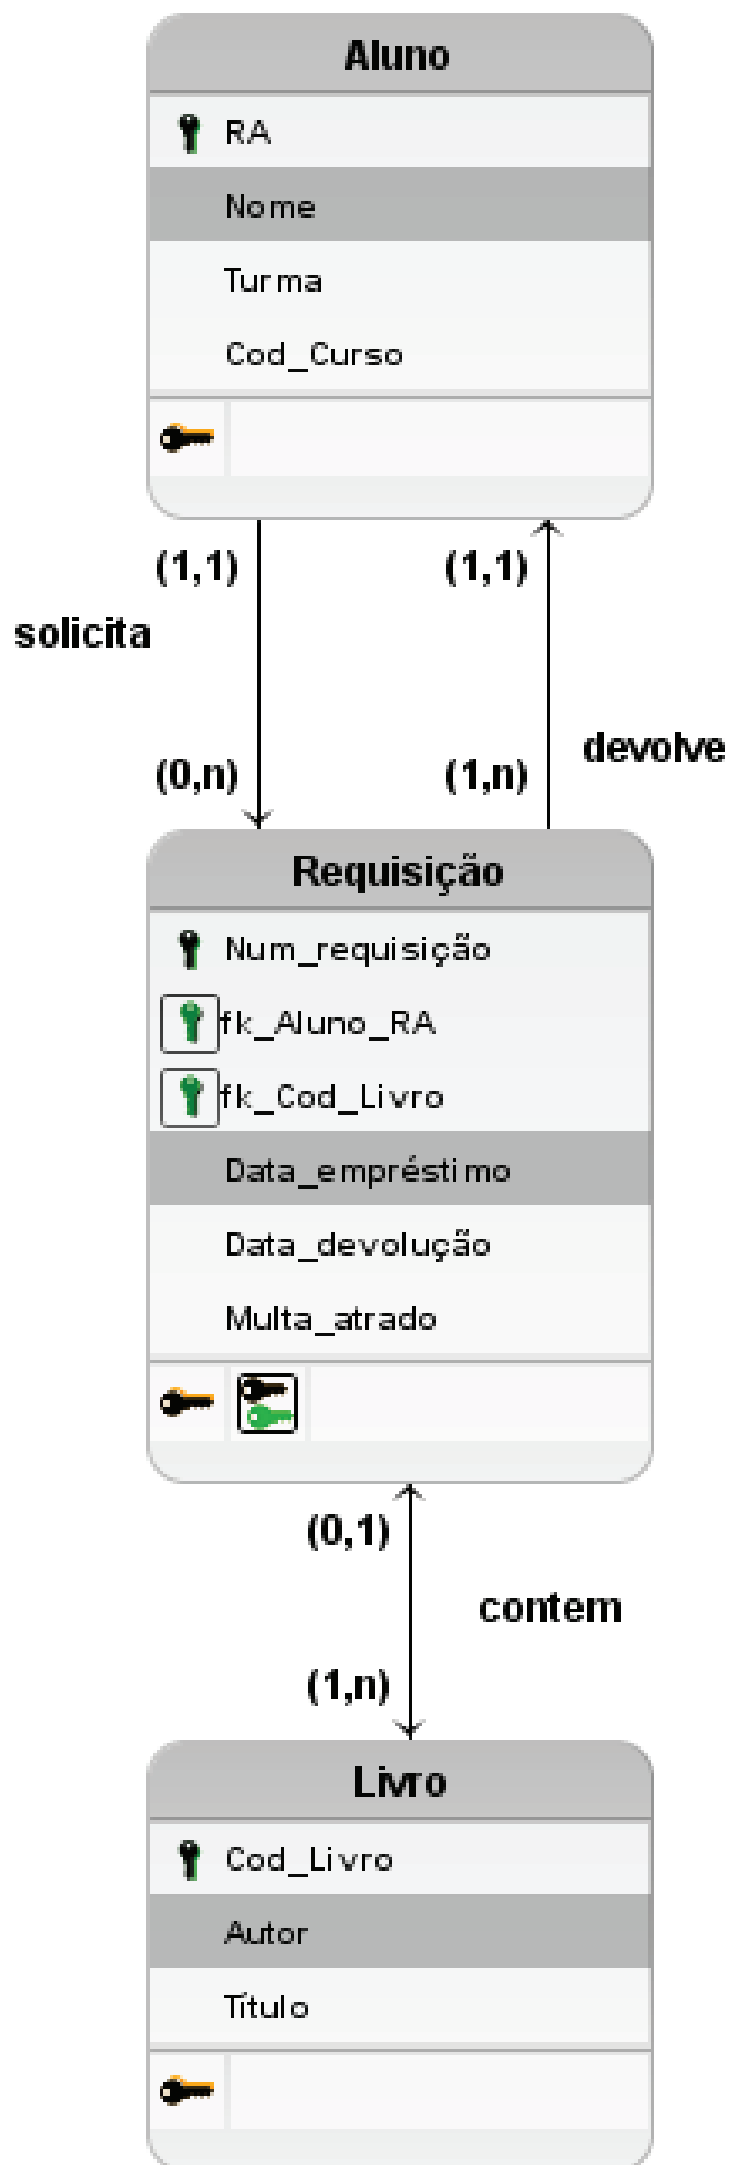 Aluno
RA
Nome
Turma
Cod_Curso
(1,1)
(1,1)
solicita
devolve
(0,n)
(1,n)
Requisição
Num_requisição
fk_Aluno_RA
fk_Cod_Livro
Data_empréstimo
Data_devolução
Multa_atrado
(0,1)
contem
(1,n)
Livro
Cod_Livro
Autor
Título